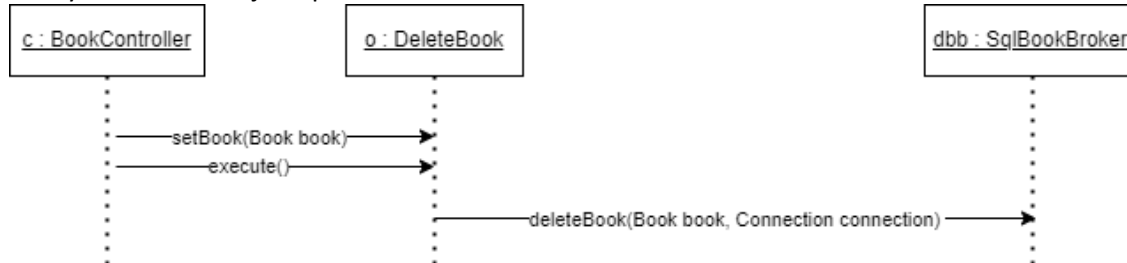 c : BookController
o : DeleteBook
dbb : SqlBookBroker
setBook(Book book)
execute()
deleteBook(Book book, Connection connection)